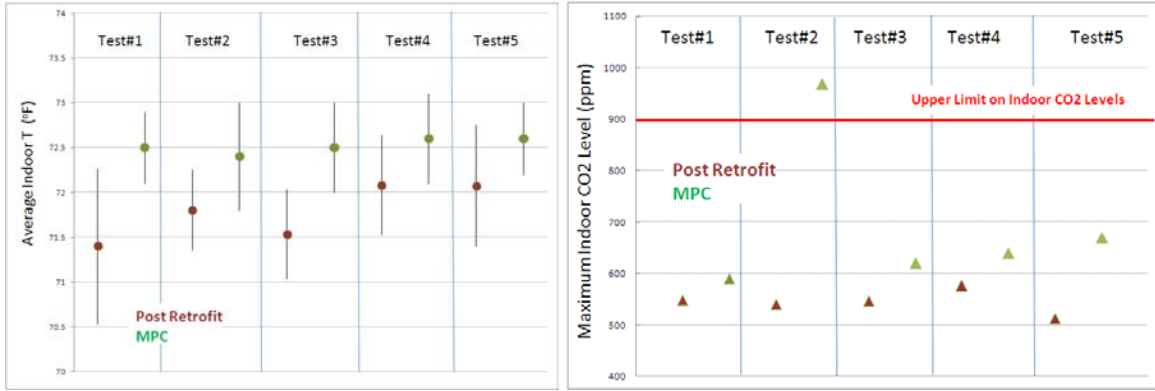 74
73.5
73
72.5
72
71.5
71
70.5
70
Average Indoor T (°F)
Test#1 Test#2 Test#3 Test#4 Test#5
Post Retrofit
MPC
1100
1000
900
800
700
600
500
400
Maximum Indoor CO2 Level (ppm)
Test#1 Test#2 Test#3 Test#4 Test#5
Upper Limit on Indoor CO2 Levels
Post Retrofit
MPC